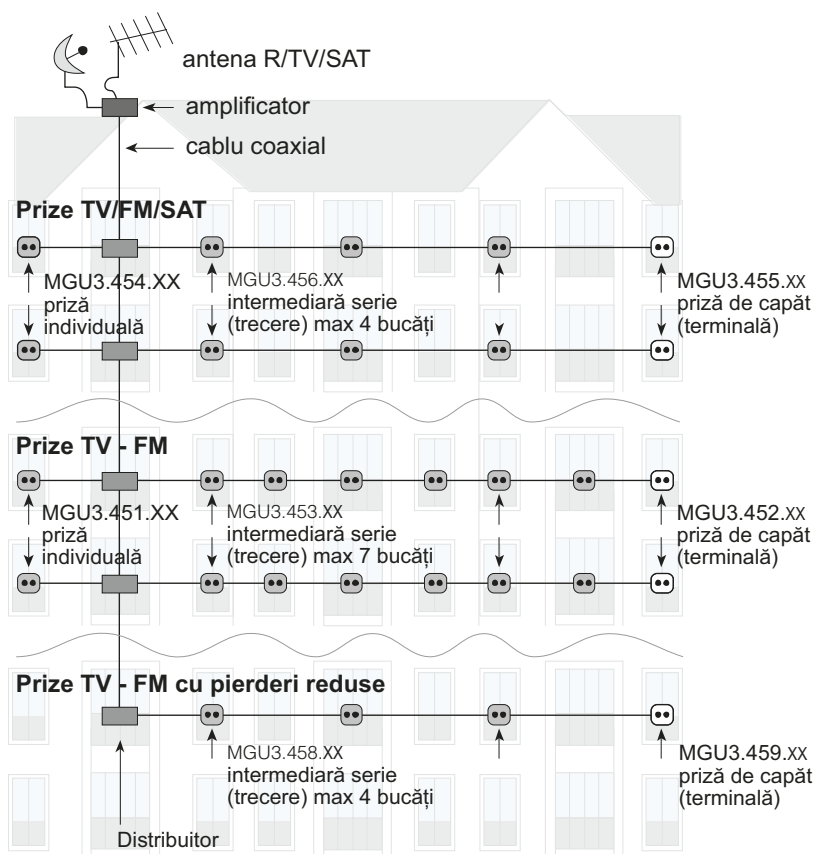 antena R/TV/SAT
amplificator
cablu coaxial
Prize TV/FM/SAT
MGU3.454.XX
priză
individuală
MGU3.456.XX
intermediară serie
(trecere) max 4 bucăți
MGU3.455.XX
priză de capăt
(terminală)
Prize TV - FM
MGU3.451.XX
priză
individuală
MGU3.453.XX
intermediară serie
(trecere) max 7 bucăți
MGU3.452.XX
priză de capăt
(terminală)
Prize TV - FM cu pierderi reduse
MGU3.458.XX
intermediară serie
(trecere) max 4 bucăți
MGU3.459.XX
priză de capăt
(terminală)
Distribuitor